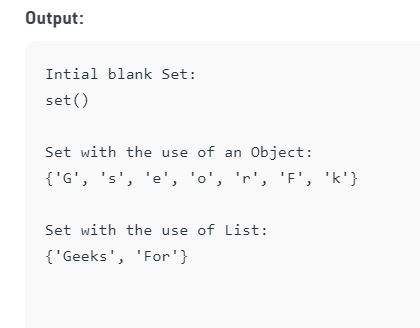 Output:
Intial blank Set:
set()
Set with the use of an Object:
{'G', 's', 'e', 'o', 'r', 'F', 'k'}
Set with the use of List:
{'Geeks', 'For'}